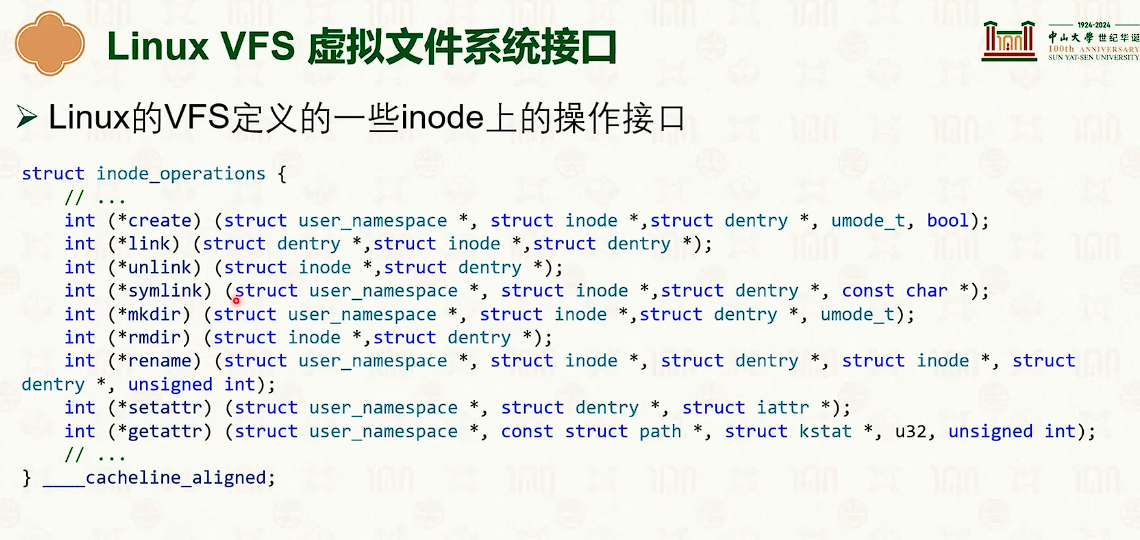 Linux VFS 虚拟文件系统接口
1924-2024
中山大學 世纪华诞
100th ANNIVERSARY
SUN YAT-SEN UNIVERSITY
Linux的VFS定义的一些inode上的操作接口
struct inode_operations {
// ...
int (*create) (struct user_namespace *, struct inode *,struct dentry *, umode_t, bool);
int (*link) (struct dentry *,struct inode *,struct dentry *);
int (*unlink) (struct inode *,struct dentry *);
int (*symlink) (struct user_namespace *, struct inode *,struct dentry *, const char *);
int (*mkdir) (struct user_namespace *, struct inode *,struct dentry *, umode_t);
int (*rmdir) (struct inode *,struct dentry *);
int (*rename) (struct user_namespace *, struct inode *, struct dentry *, struct inode *, struct
dentry *, unsigned int);
int (*setattr) (struct user_namespace *, struct dentry *, struct iattr *);
int (*getattr) (struct user_namespace *, const struct path *, struct kstat *, u32, unsigned int);
// ...
} ____cacheline_aligned;